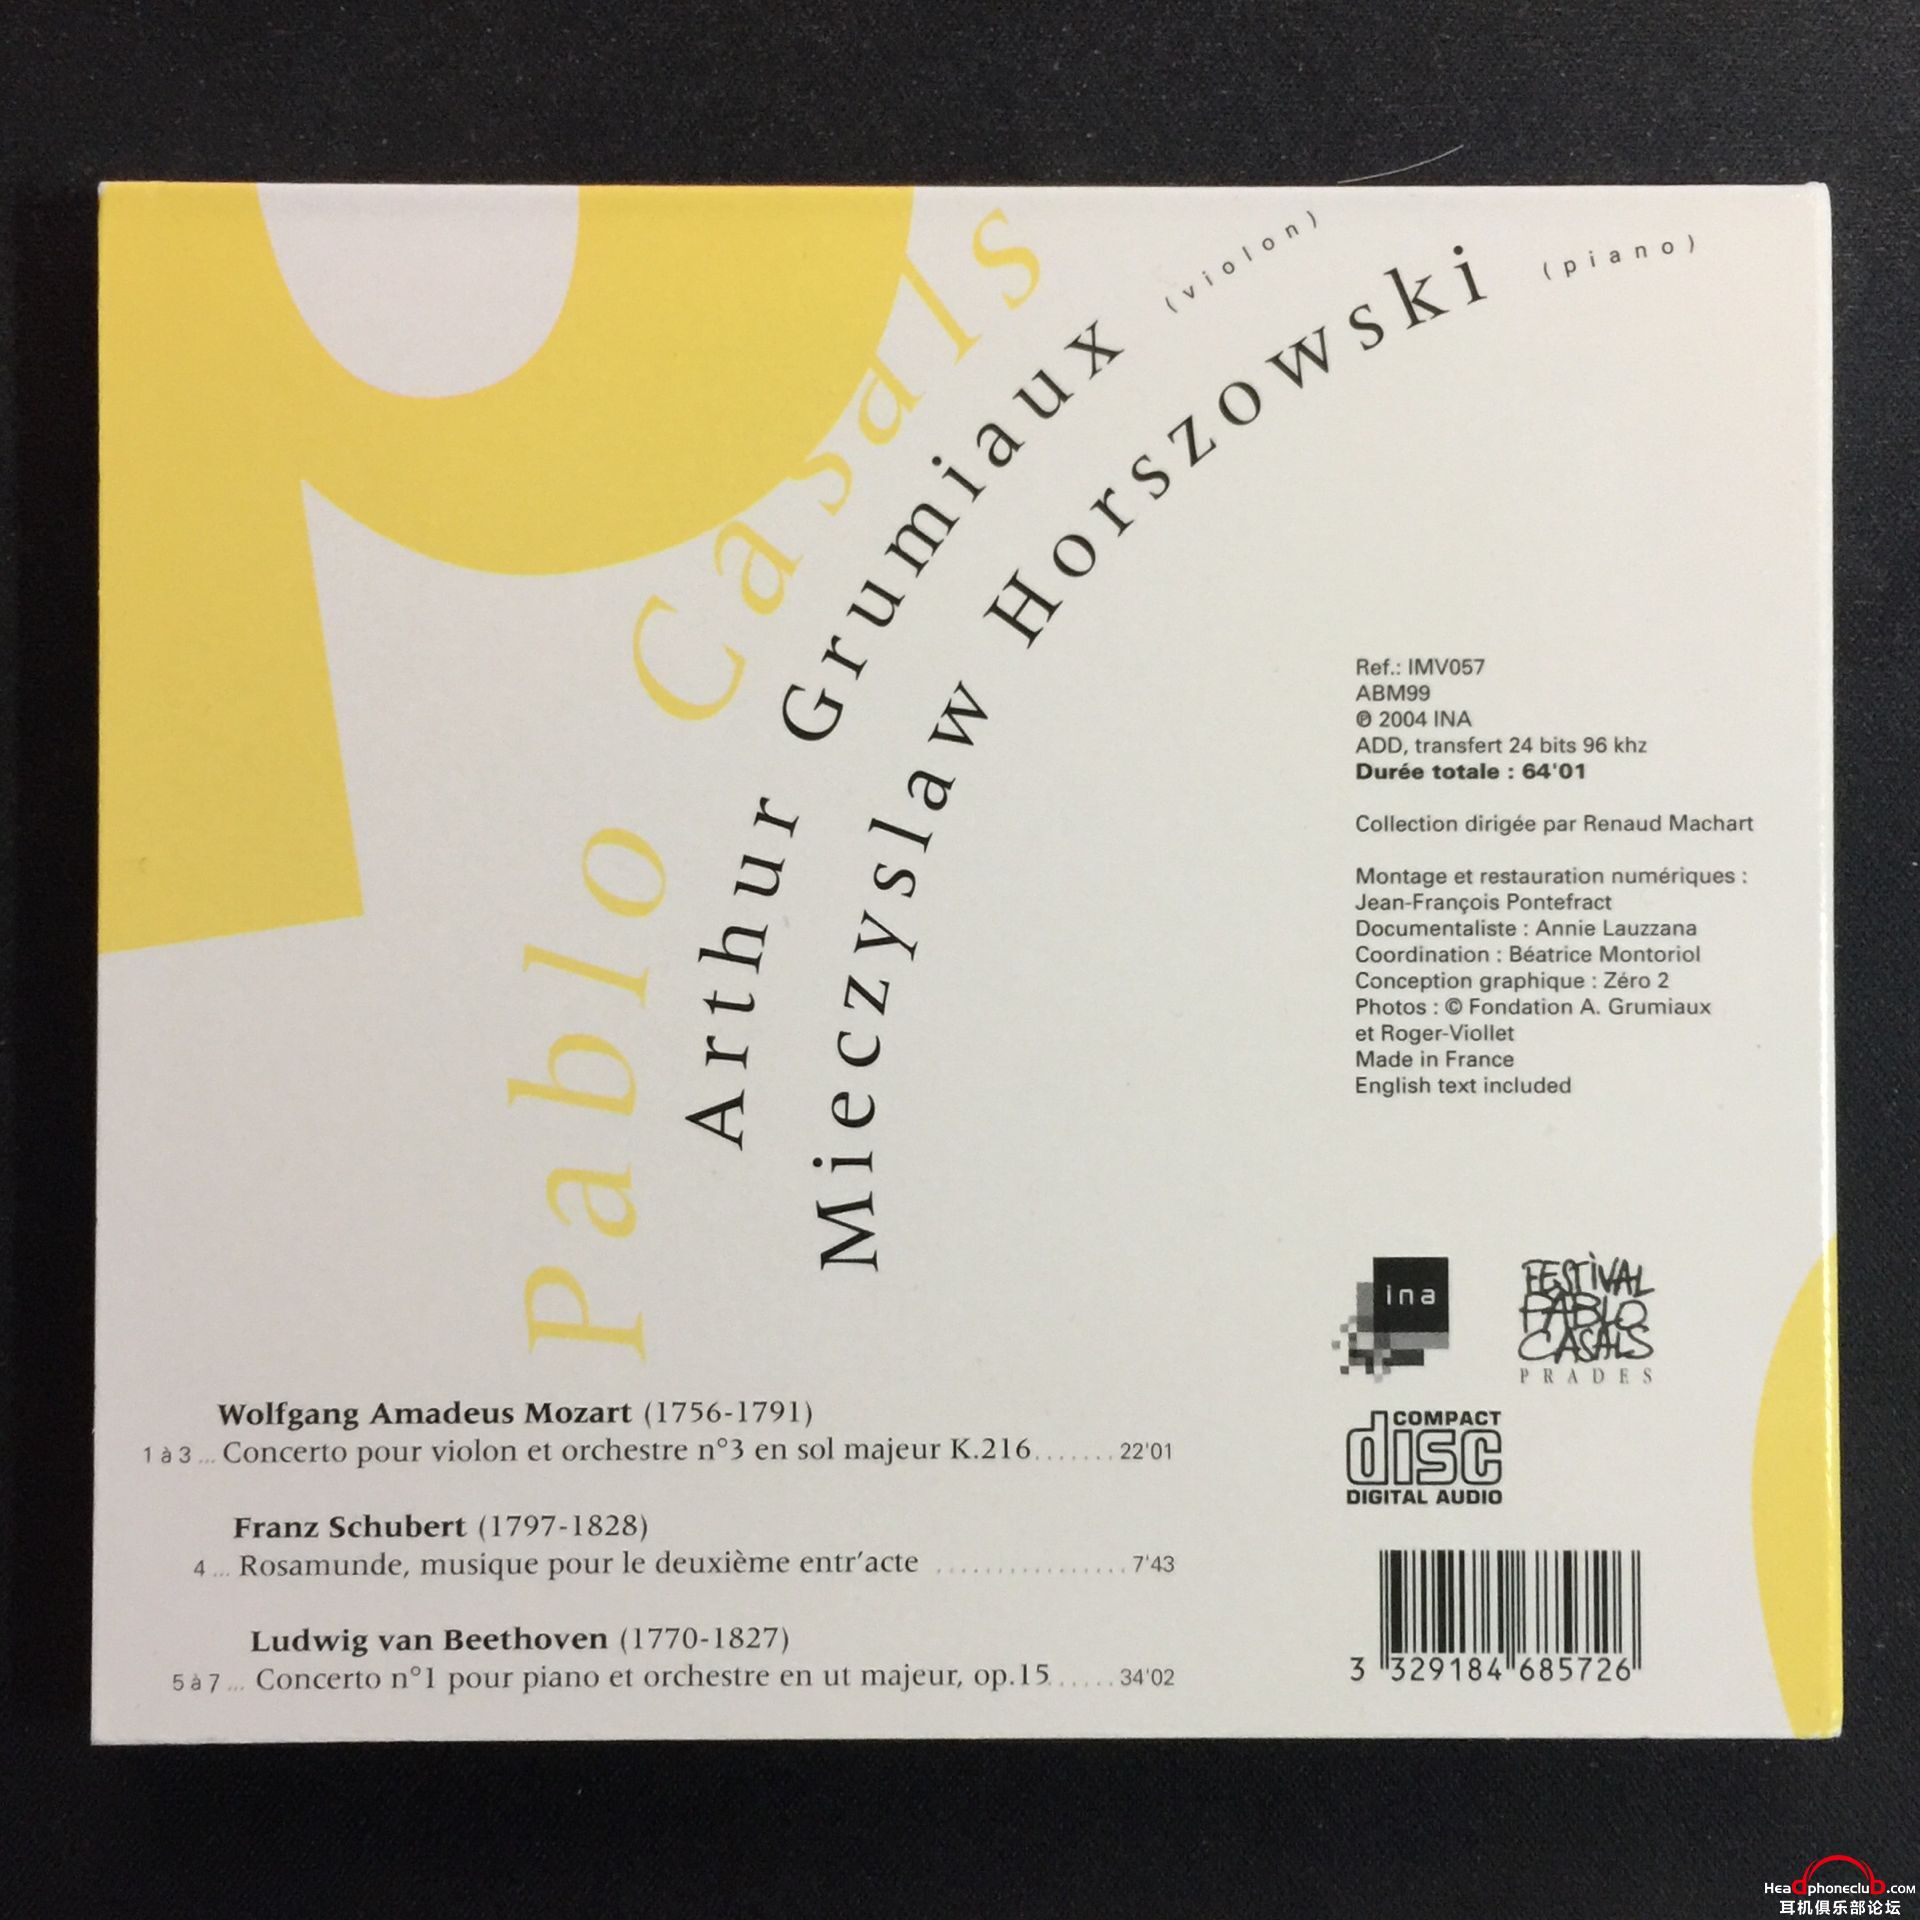 Pablo Casals
Arthur Grumiaux (violon)
Mieczyslaw Horszowski (piano)
Ref.: IMV057
ABM99
℗ 2004 INA
ADD, transfert 24 bits 96 khz
Durée totale : 64'01
Collection dirigée par Renaud Machart
Montage et restauration numériques :
Jean-François Pontefract
Documentaliste : Annie Lauzzana
Coordination : Béatrice Montoriol
Conception graphique : Zéro 2
Photos : © Fondation A. Grumiaux
et Roger-Viollet
Made in France
English text included
ina
FESTIVAL
PABLO
CASALS
PRADES
COMPACT
disc
DIGITAL AUDIO
3 329184 685726
Wolfgang Amadeus Mozart (1756-1791)
1 à 3 ... Concerto pour violon et orchestre n°3 en sol majeur K.216.......22'01
Franz Schubert (1797-1828)
4 ... Rosamunde, musique pour le deuxième entr'acte ................7'43
Ludwig van Beethoven (1770-1827)
5 à 7 ... Concerto n°1 pour piano et orchestre en ut majeur, op.15......34'02
Headphoneclub.com
耳机俱乐部论坛